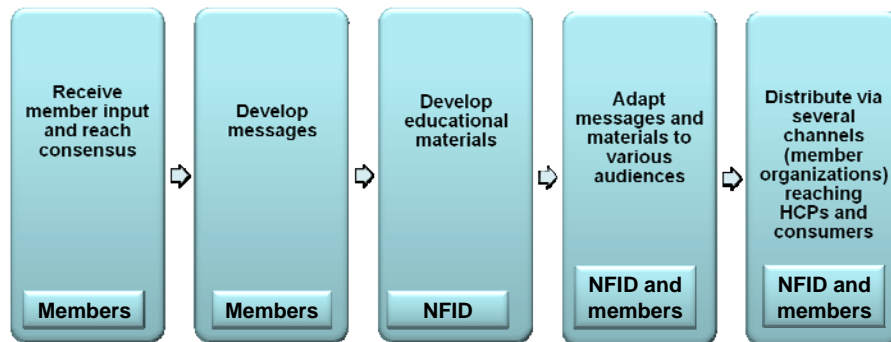 Receive
member input
and reach
consensus
Members
Develop
messages
Members
Develop
educational
materials
NFID
Adapt
messages and
materials to
various
audiences
NFID and
members
Distribute via
several
channels
(member
organizations)
reaching
HCPs and
consumers
NFID and
members